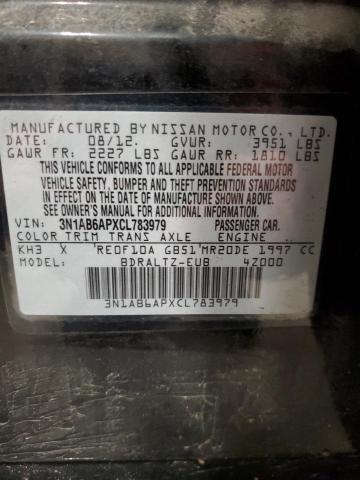 MANUFACTURED BY NISSAN MOTOR CO., LTD.
DATE: 08/12. GVWR: 3951 LBS
GAWR FR: 2227 LBS GAWR RR: 1810 LBS
THIS VEHICLE CONFORMS TO ALL APPLICABLE FEDERAL MOTOR
VEHICLE SAFETY, BUMPER AND THEFT PREVENTION STANDARDS
IN EFFECT ON THE DATE OF MANUFACTURE SHOWN ABOVE.
SEE OWNER'S MANUAL FOR ADDITIONAL INFORMATION.
VIN: 3N1AB6APXCL783979 PASSENGER CAR.
COLOR TRIM TRANS AXLE ENGINE
KH3 X RE0F10A GB51 MR20DE 1997 CC
MODEL: BDRALTZ-EUB 4Z000
3N1AB6APXCL783979